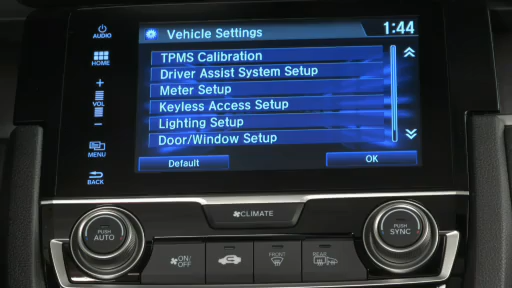 Vehicle Settings 1:44
AUDIO
HOME
+
VOL
−
MENU
BACK
TPMS Calibration
Driver Assist System Setup
Meter Setup
Keyless Access Setup
Lighting Setup
Door/Window Setup
Default OK
CLIMATE
PUSH
AUTO
ON/
OFF
FRONT
REAR
PUSH
SYNC